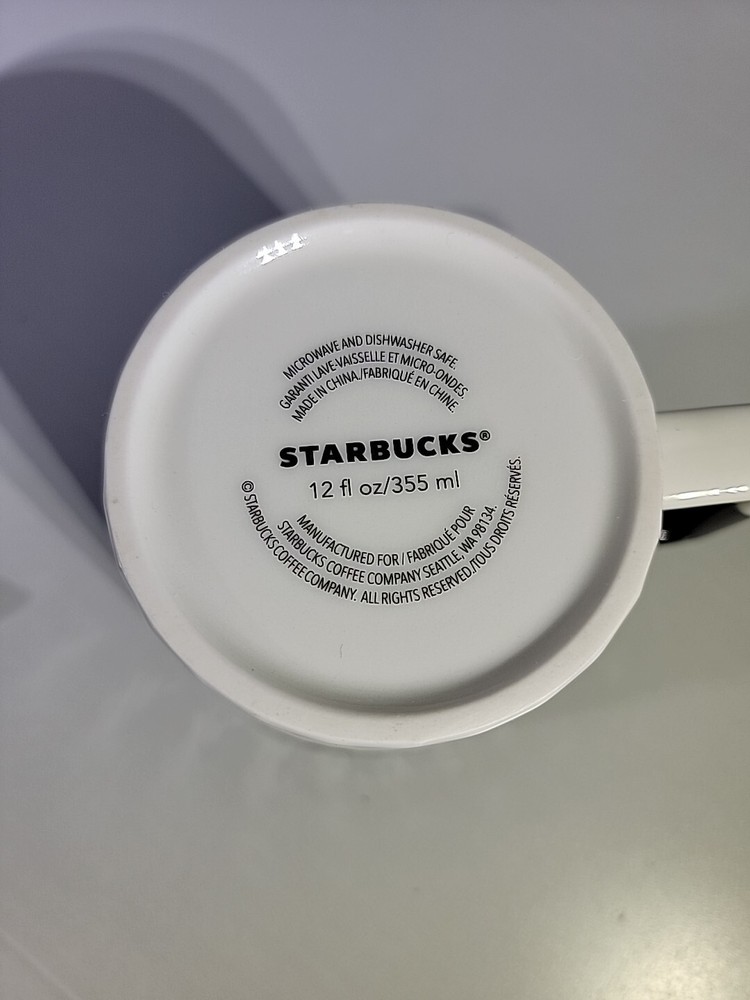 MICROWAVE AND DISHWASHER SAFE.
GARANTI LAVE-VAISSELLE ET MICRO-ONDES.
MADE IN CHINA./FABRIQUÉ EN CHINE.
STARBUCKS®
12 fl oz/355 ml
MANUFACTURED FOR / FABRIQUÉ POUR
STARBUCKS COFFEE COMPANY SEATTLE, WA 98134.
© STARBUCKS COFFEE COMPANY. ALL RIGHTS RESERVED./TOUS DROITS RÉSERVÉS.